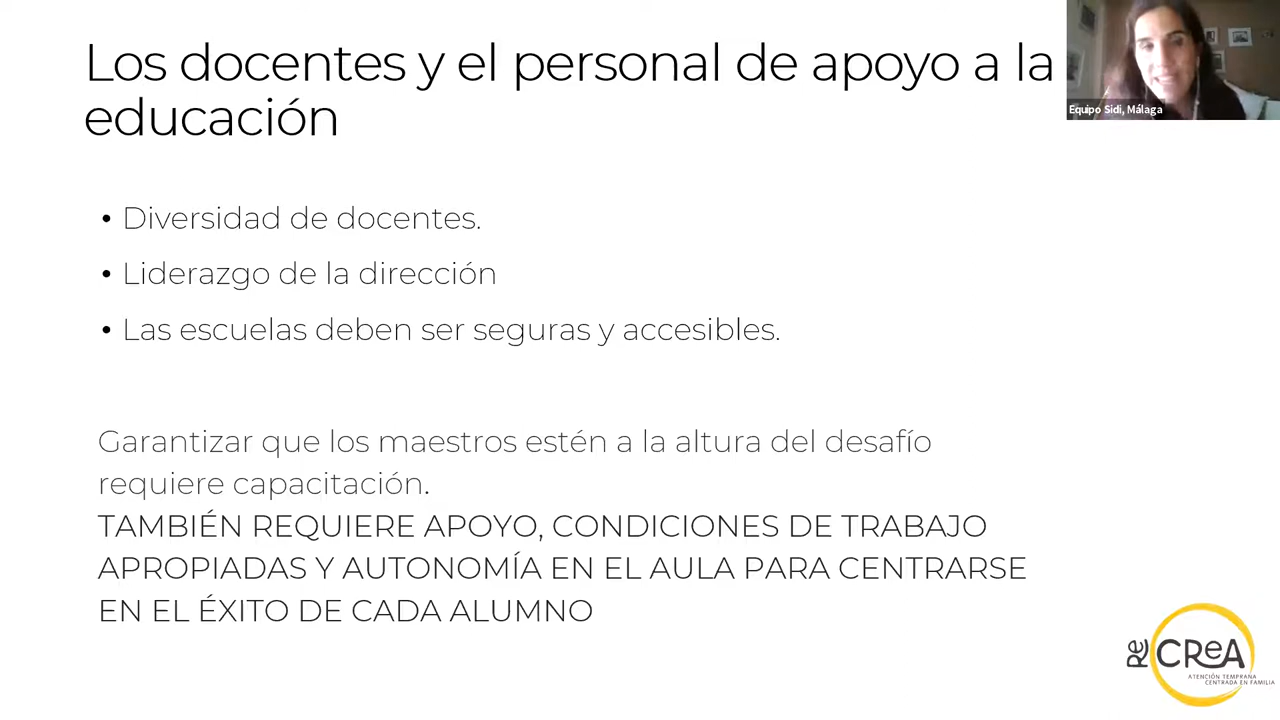 Los docentes y el personal de apoyo a la
educación
Equipo Sidi, Málaga
• Diversidad de docentes.
• Liderazgo de la dirección
• Las escuelas deben ser seguras y accesibles.
Garantizar que los maestros estén a la altura del desafío
requiere capacitación.
TAMBIÉN REQUIERE APOYO, CONDICIONES DE TRABAJO
APROPIADAS Y AUTONOMÍA EN EL AULA PARA CENTRARSE
EN EL ÉXITO DE CADA ALUMNO
Re CReA
ATENCIÓN TEMPRANA
CENTRADA EN FAMILIA